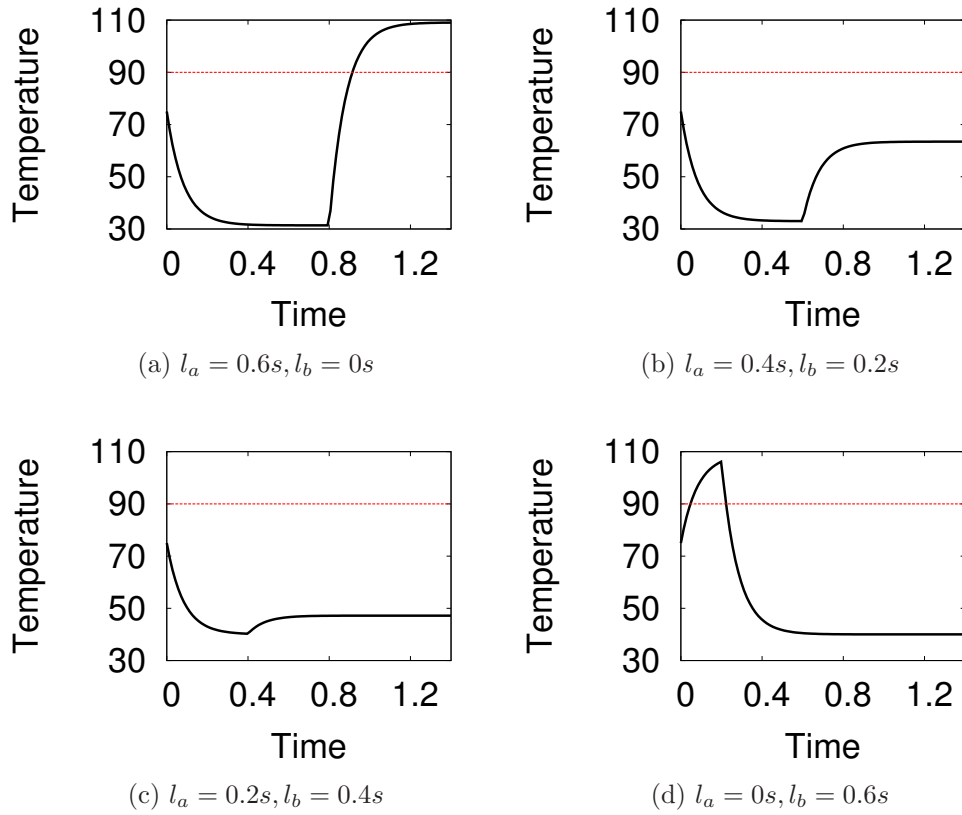 110
90
70
50
30
Temperature
0 0.4 0.8 1.2
Time
(a) l_a = 0.6s, l_b = 0s
110
90
70
50
30
Temperature
0 0.4 0.8 1.2
Time
(b) l_a = 0.4s, l_b = 0.2s
110
90
70
50
30
Temperature
0 0.4 0.8 1.2
Time
(c) l_a = 0.2s, l_b = 0.4s
110
90
70
50
30
Temperature
0 0.4 0.8 1.2
Time
(d) l_a = 0s, l_b = 0.6s